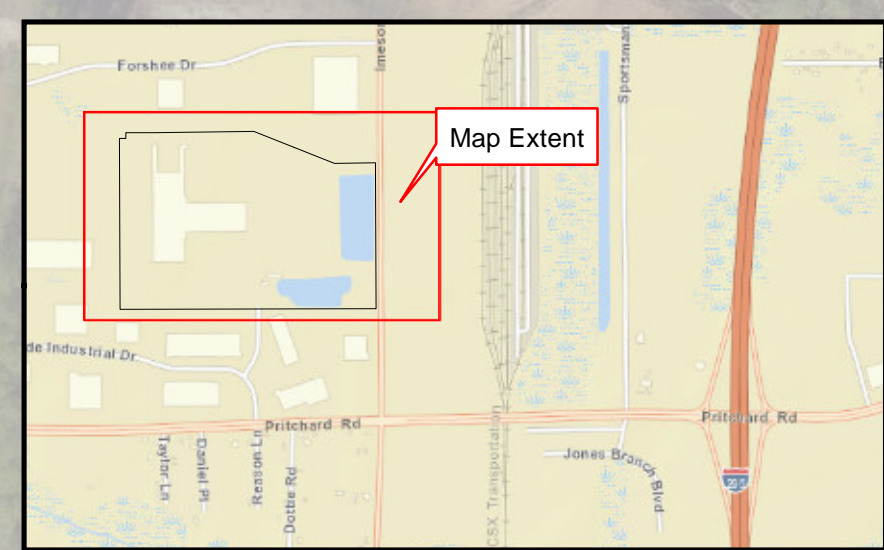 Forshee Dr
Imeson
Sportsman
Map Extent
de Industrial Dr
Pritchard Rd
Pritchard Rd
Taylor Ln
Daniel Pl
Reason Ln
Dottie Rd
CSX Transportation
Jones Branch Blvd
295